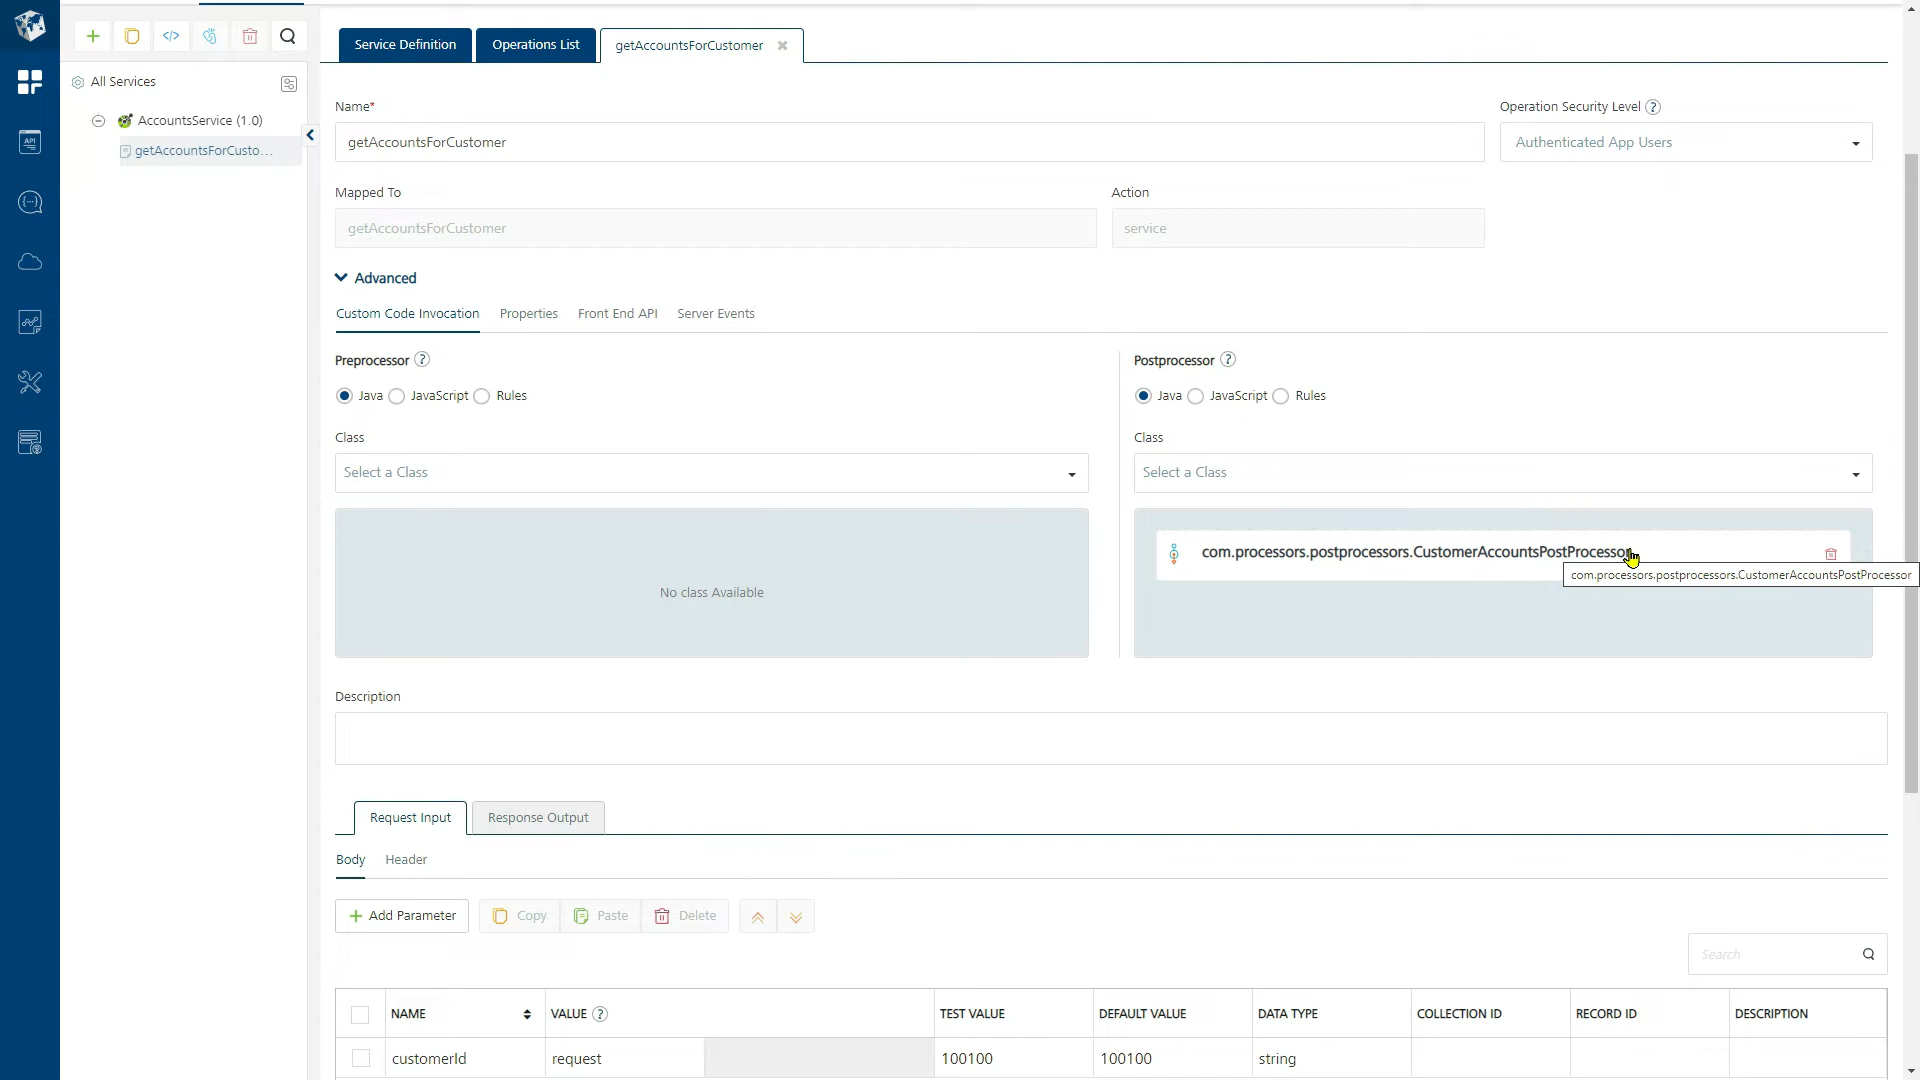 Service Definition
Operations List
getAccountsForCustomer
All Services
AccountsService (1.0)
getAccountsForCusto...
API
Name*
Operation Security Level ?
getAccountsForCustomer
Authenticated App Users
Mapped To
Action
getAccountsForCustomer
service
Advanced
Custom Code Invocation
Properties
Front End API
Server Events
Preprocessor ?
Java
JavaScript
Rules
Class
Select a Class
No class Available
Postprocessor ?
Java
JavaScript
Rules
Class
Select a Class
com.processors.postprocessors.CustomerAccountsPostProcessor
com.processors.postprocessors.CustomerAccountsPostProcessor
Description
Request Input
Response Output
Body
Header
+ Add Parameter
Copy
Paste
Delete
Search
NAME
VALUE ?
TEST VALUE
DEFAULT VALUE
DATA TYPE
COLLECTION ID
RECORD ID
DESCRIPTION
customerId
request
100100
100100
string